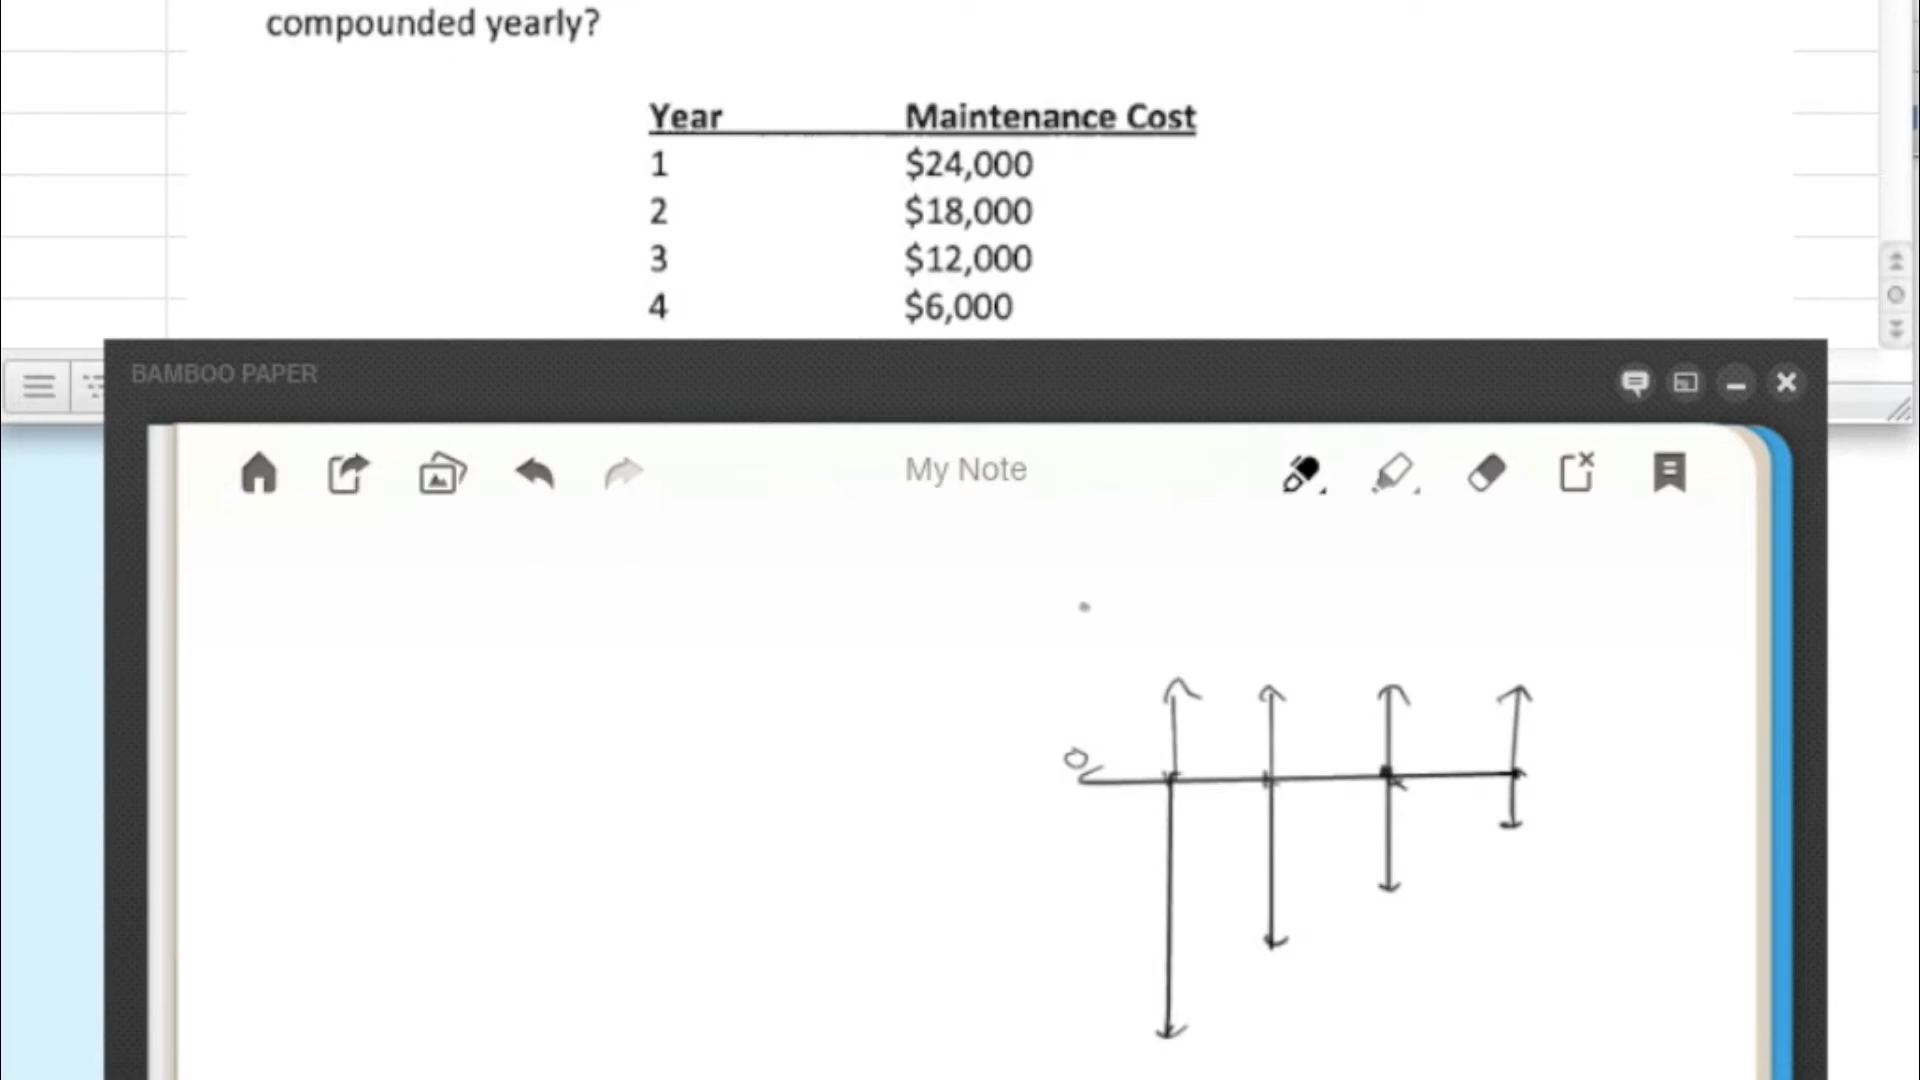 compounded yearly?
Year Maintenance Cost
1 $24,000
2 $18,000
3 $12,000
4 $6,000
BAMBOO PAPER
My Note
0